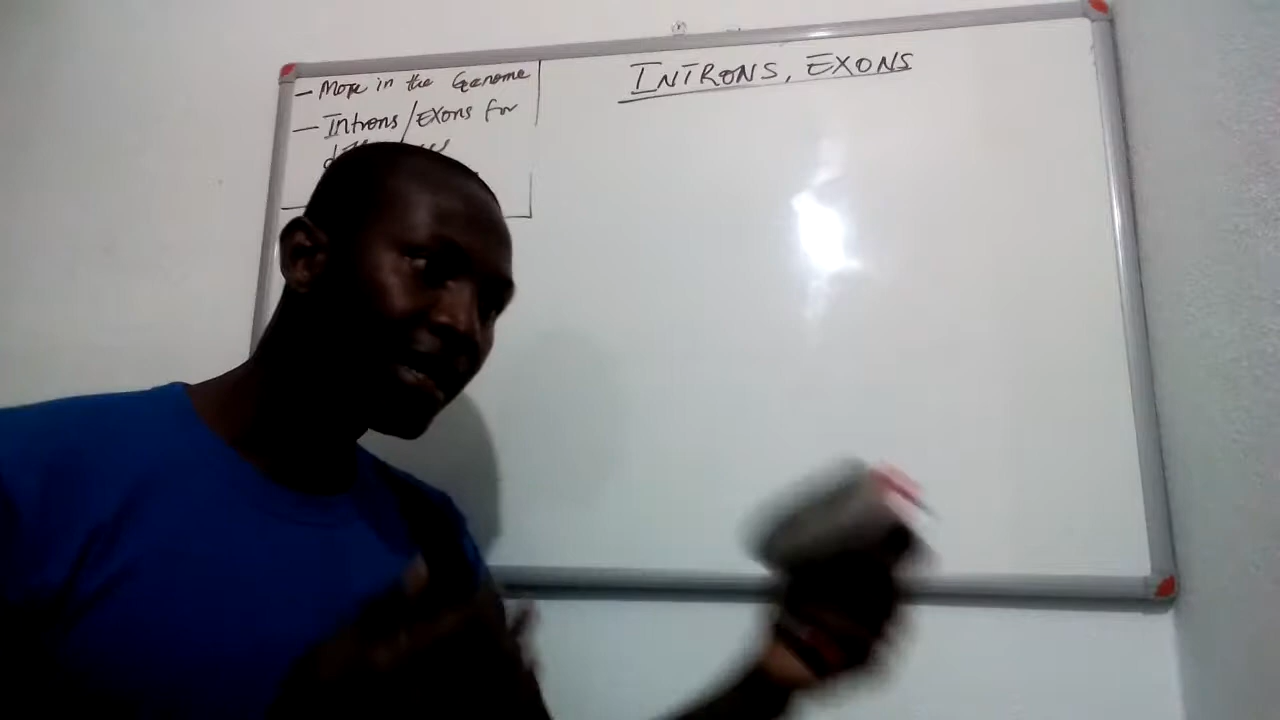 INTRONS, EXONS
- More in the Genome
- Introns/Exons for